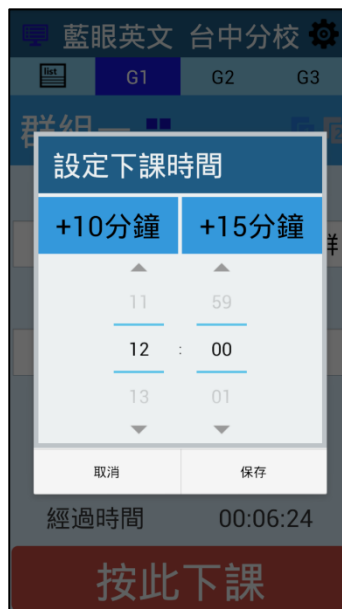 藍眼英文 台中分校
list G1 G2 G3
群組一
設定下課時間
+10分鐘 +15分鐘
11 59
12 : 00
13 01
取消 保存
經過時間 00:06:24
按此下課